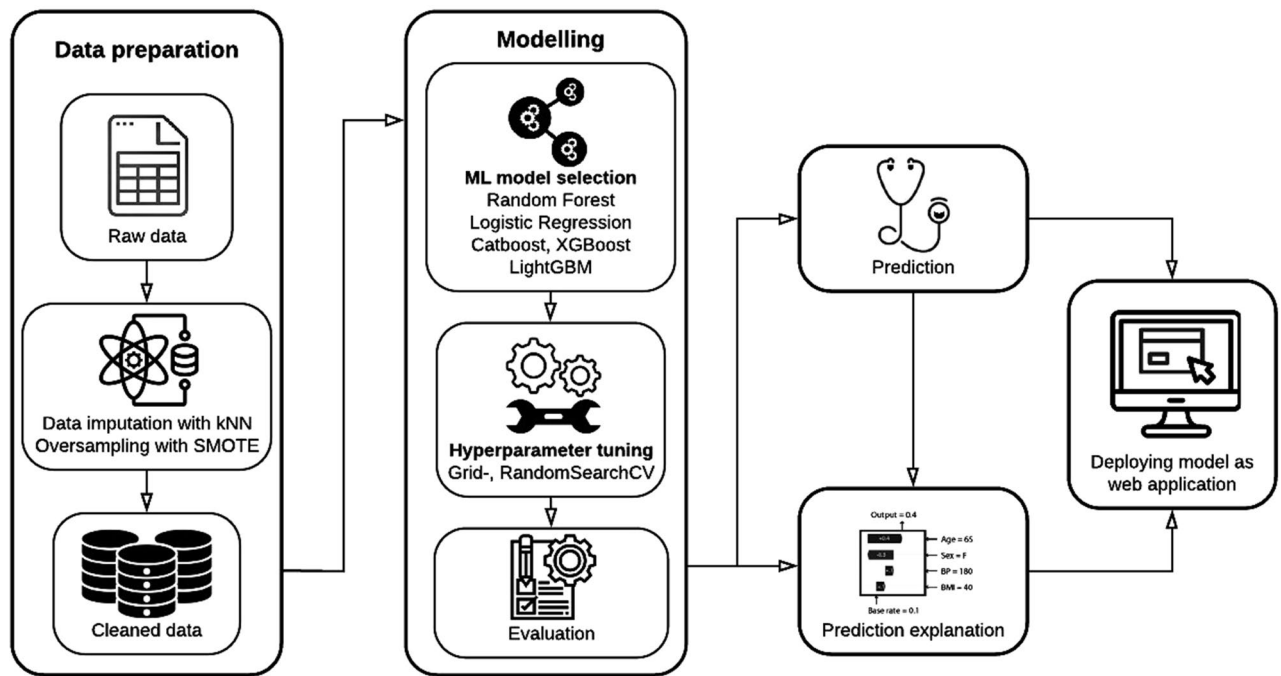 Data preparation
Raw data
Data imputation with kNN
Oversampling with SMOTE
Cleaned data
Modelling
ML model selection
Random Forest
Logistic Regression
Catboost, XGBoost
LightGBM
Hyperparameter tuning
Grid-, RandomSearchCV
Evaluation
Prediction
Output = 0.4
Age = 65
Sex = F
BP = 180
BMI = 40
Base rate = 0.1
Prediction explanation
Deploying model as
web application